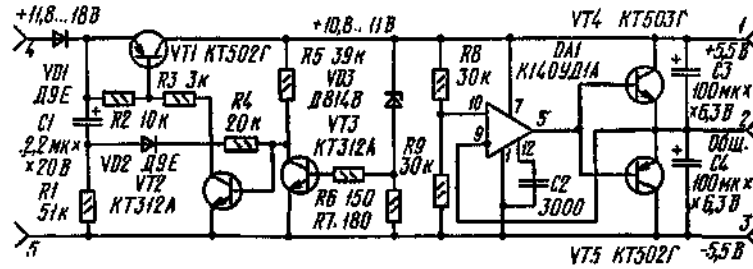 +11,8...18В
4
VD1
Д9Е
C1
2,2мк×
×20В
R1
51к
5
VT1 КТ502Г
R2
10к
R3 3к
VD2
Д9Е
VT2
КТ312А
R4
20к
+10,8...11В
R5 39к
VD3
Д814В
VT3
КТ312А
R6 150
R7 180
R8
30к
R9
30к
VT4 КТ503Г
DA1
К140УД1А
10
9
7
5
1
12
C2
3000
VT5 КТ502Г
1
+5,5В
C3
100мк×
×6,3В
2
Общ.
C4
100мк×
×6,3В
3
-5,5В